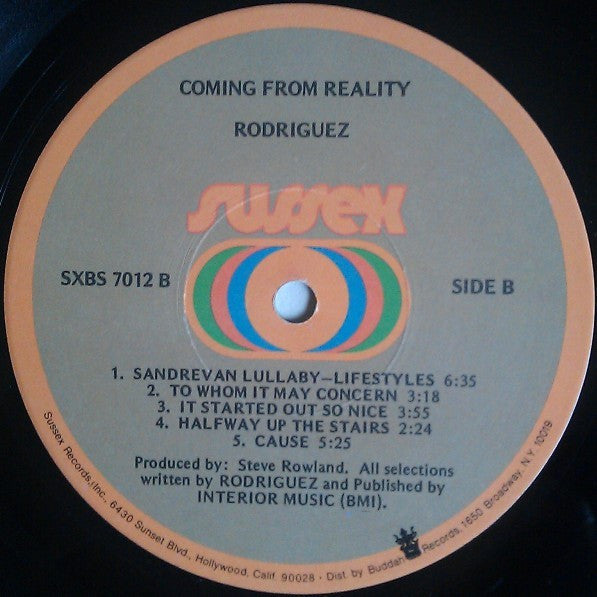 COMING FROM REALITY
RODRIGUEZ
sussex
SXBS 7012 B
SIDE B
1. SANDREVAN LULLABY—LIFESTYLES 6:35
2. TO WHOM IT MAY CONCERN 3:18
3. IT STARTED OUT SO NICE 3:55
4. HALFWAY UP THE STAIRS 2:24
5. CAUSE 5:25
Produced by: Steve Rowland. All selections
written by RODRIGUEZ and Published by
INTERIOR MUSIC (BMI).
Sussex Records, Inc., 6430 Sunset Blvd., Hollywood, Calif. 90028 · Dist by Buddah Records, 1650 Broadway, N.Y. 10019